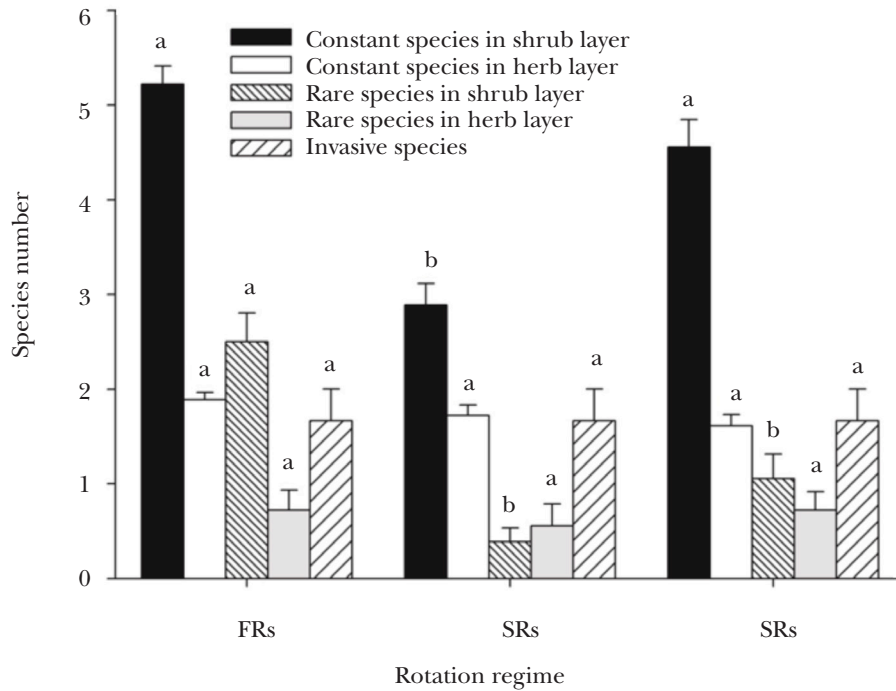 6
5
4
3
2
1
0
Species number
Constant species in shrub layer
Constant species in herb layer
Rare species in shrub layer
Rare species in herb layer
Invasive species
a
a
a
a
a
b
a
b
a
a
a
a
b
a
a
FRs
SRs
SRs
Rotation regime